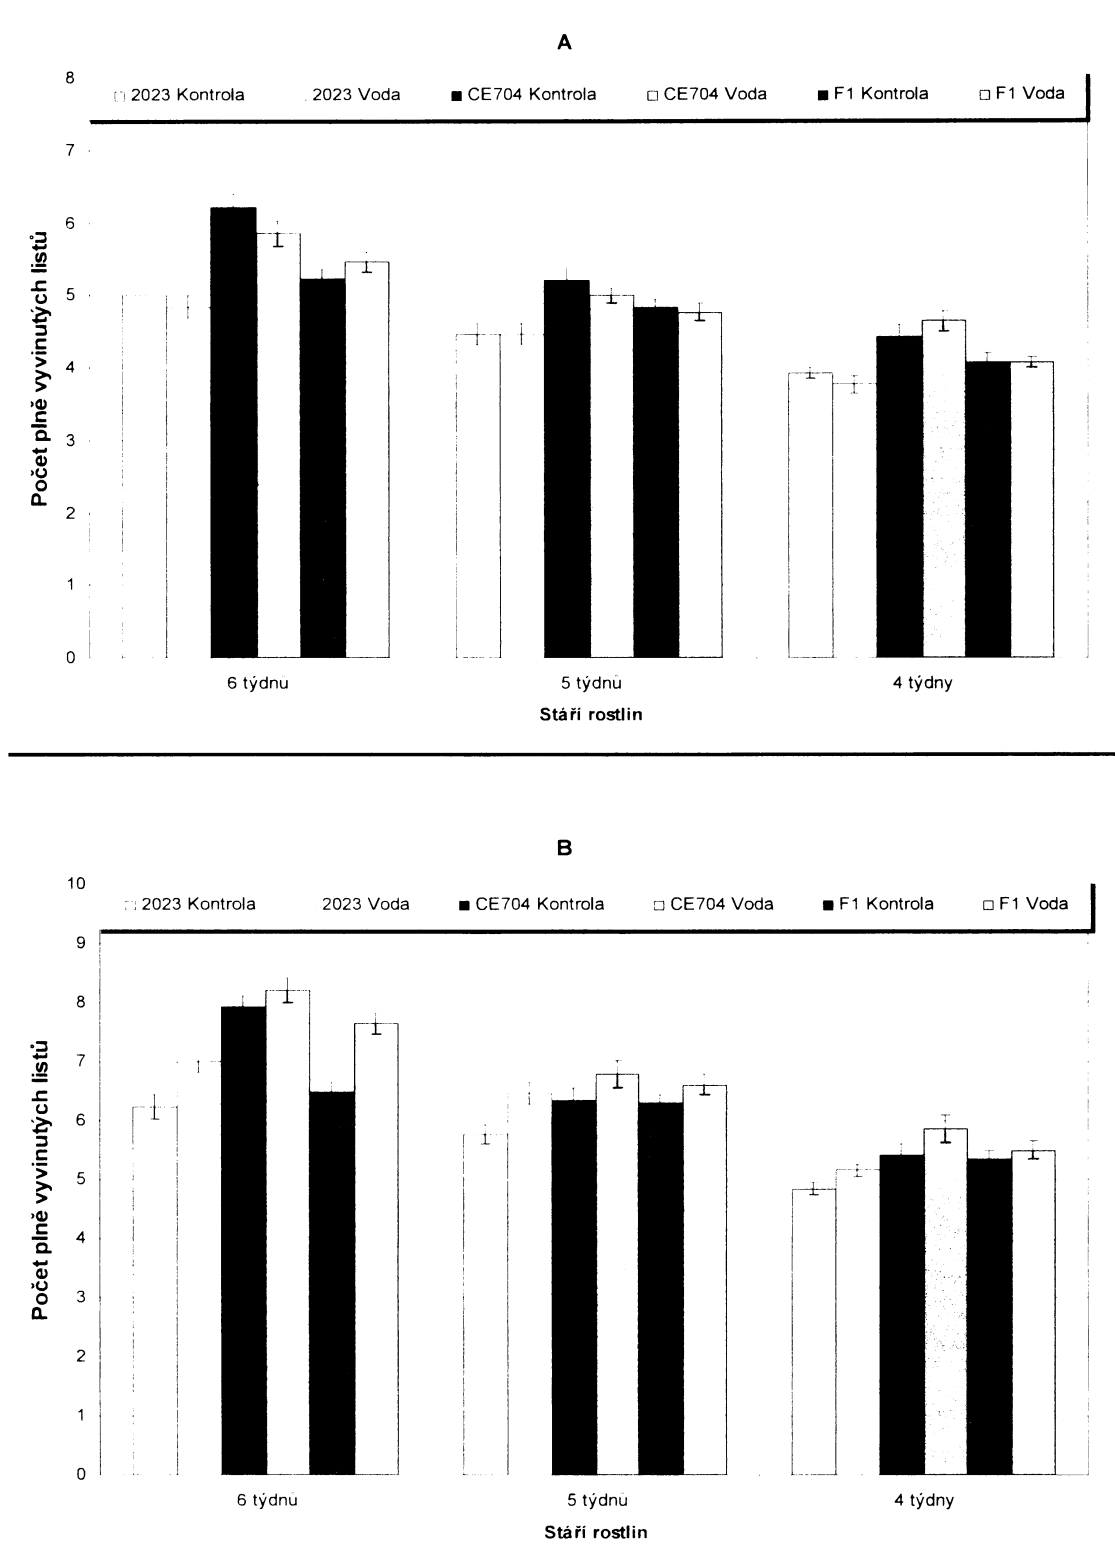 A
8
2023 Kontrola 2023 Voda CE704 Kontrola CE704 Voda F1 Kontrola F1 Voda
7
6
5
4
3
2
1
0
Počet plně vyvinutých listů
6 týdnů 5 týdnů 4 týdny
Stáří rostlin
B
10
2023 Kontrola 2023 Voda CE704 Kontrola CE704 Voda F1 Kontrola F1 Voda
9
8
7
6
5
4
3
2
1
0
Počet plně vyvinutých listů
6 týdnů 5 týdnů 4 týdny
Stáří rostlin